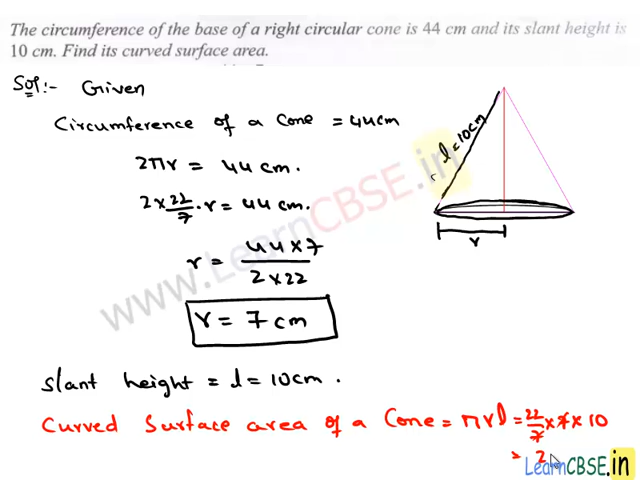 The circumference of the base of a right circular cone is 44 cm and its slant height is
10 cm. Find its curved surface area.
Sol:- Given
Circumference of a Cone = 44cm
2πr = 44 cm.
2 × 22/7 · r = 44 cm.
r = 44 × 7 / 2 × 22
r = 7 cm
l = 10cm
r
Slant height = l = 10cm.
Curved Surface area of a Cone = πrl = 22/7 × 7 × 10
= 2
www.LearnCBSE.in
LearnCBSE.in